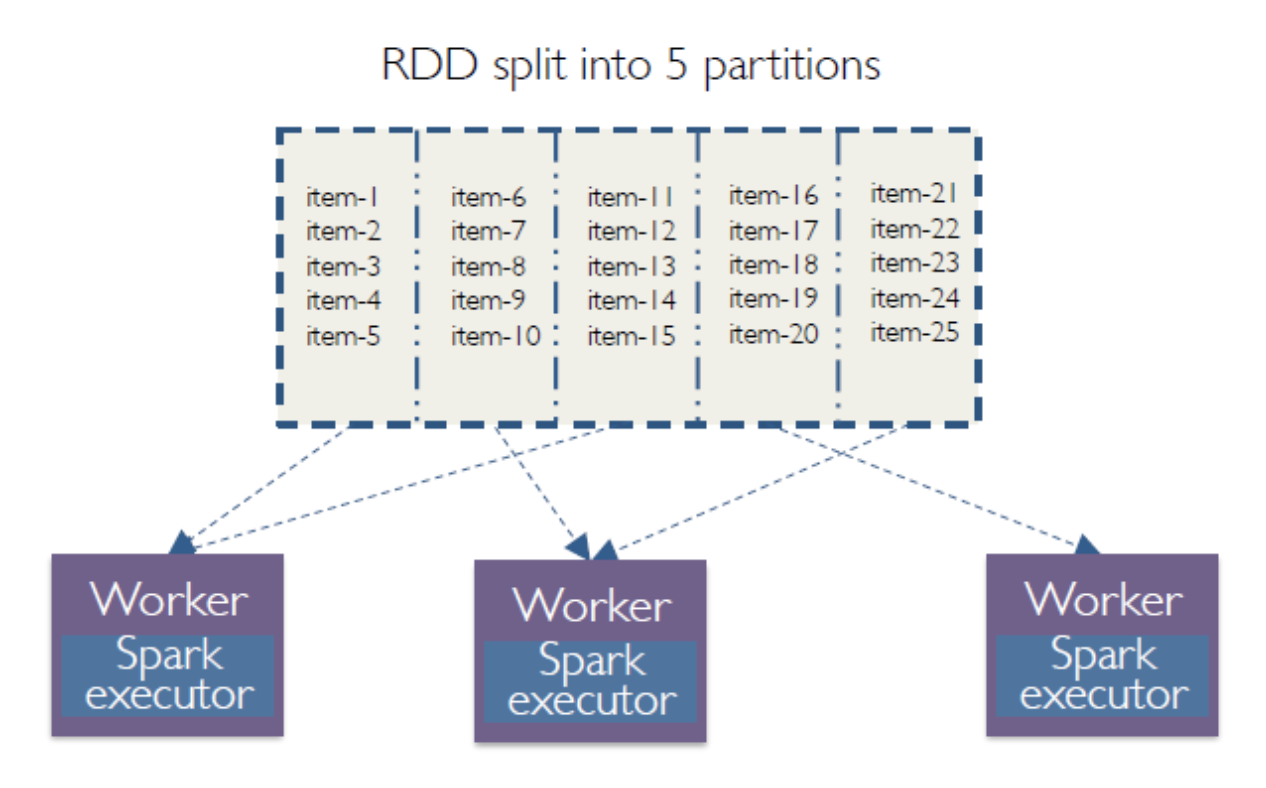 RDD split into 5 partitions
item-1
item-2
item-3
item-4
item-5
item-6
item-7
item-8
item-9
item-10
item-11
item-12
item-13
item-14
item-15
item-16
item-17
item-18
item-19
item-20
item-21
item-22
item-23
item-24
item-25
Worker
Spark
executor
Worker
Spark
executor
Worker
Spark
executor